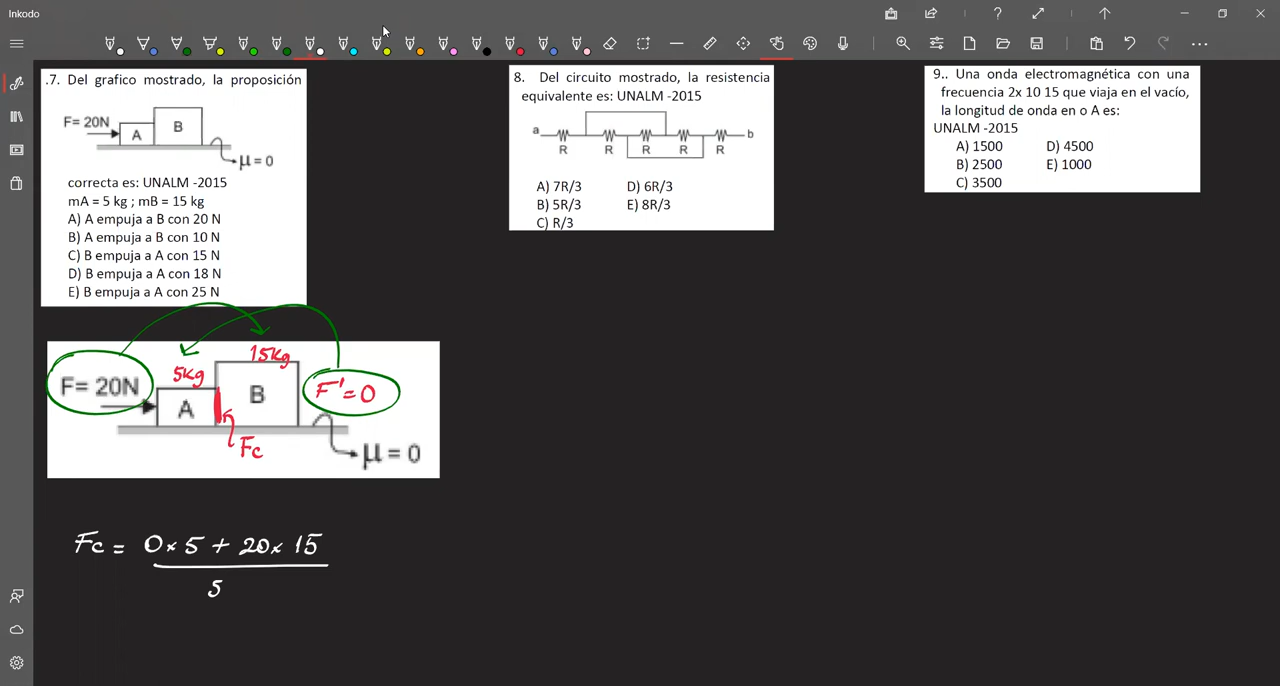 Inkodo
.7. Del grafico mostrado, la proposición
F= 20N
A
B
μ = 0
correcta es: UNALM -2015
mA = 5 kg ; mB = 15 kg
A) A empuja a B con 20 N
B) A empuja a B con 10 N
C) B empuja a A con 15 N
D) B empuja a A con 18 N
E) B empuja a A con 25 N
8. Del circuito mostrado, la resistencia
equivalente es: UNALM -2015
a
b
R R R R R
A) 7R/3 D) 6R/3
B) 5R/3 E) 8R/3
C) R/3
9.. Una onda electromagnética con una
frecuencia 2x 10 15 que viaja en el vacío,
la longitud de onda en o A es:
UNALM -2015
A) 1500 D) 4500
B) 2500 E) 1000
C) 3500
15Kg
5Kg
F= 20N
A
B
F'=0
Fc
μ = 0
Fc = 0×5 + 20×15
5